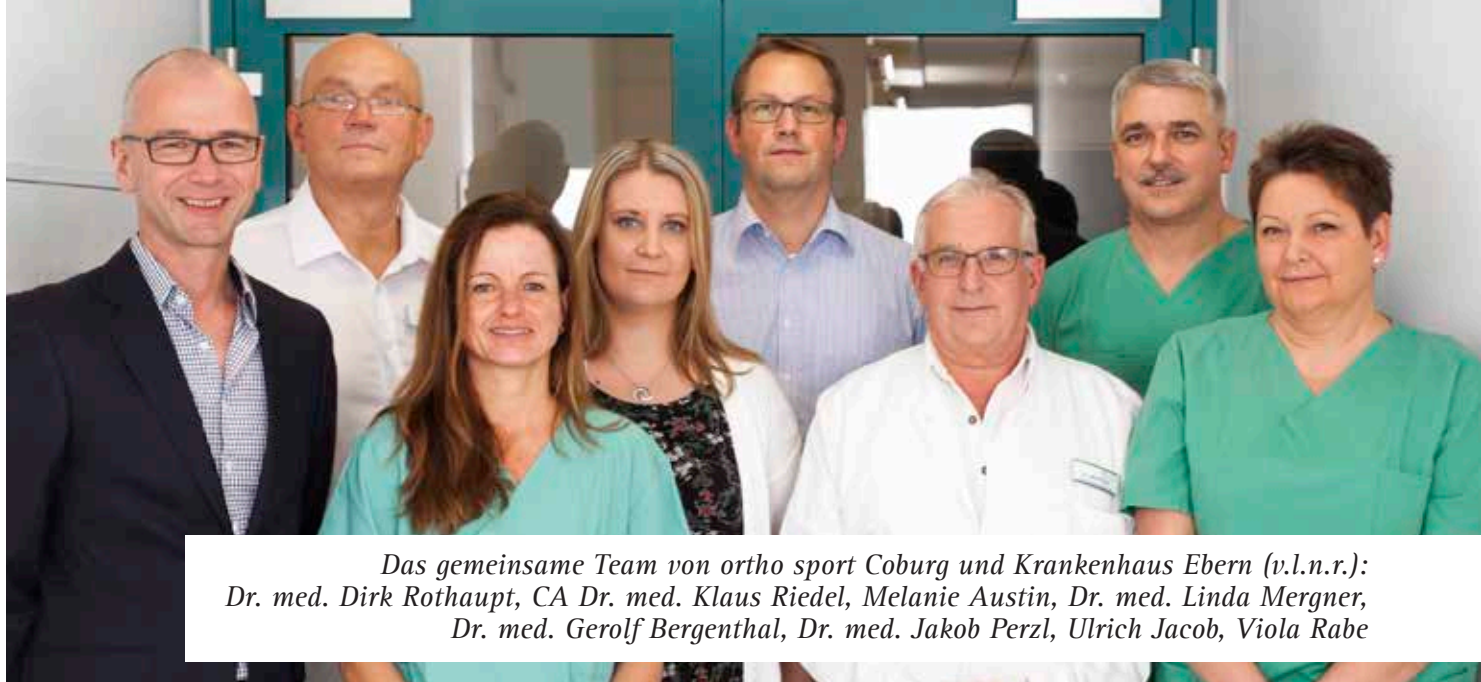 Das gemeinsame Team von ortho sport Coburg und Krankenhaus Ebern (v.l.n.r.):
Dr. med. Dirk Rothaupt, CA Dr. med. Klaus Riedel, Melanie Austin, Dr. med. Linda Mergner,
Dr. med. Gerolf Bergenthal, Dr. med. Jakob Perzl, Ulrich Jacob, Viola Rabe